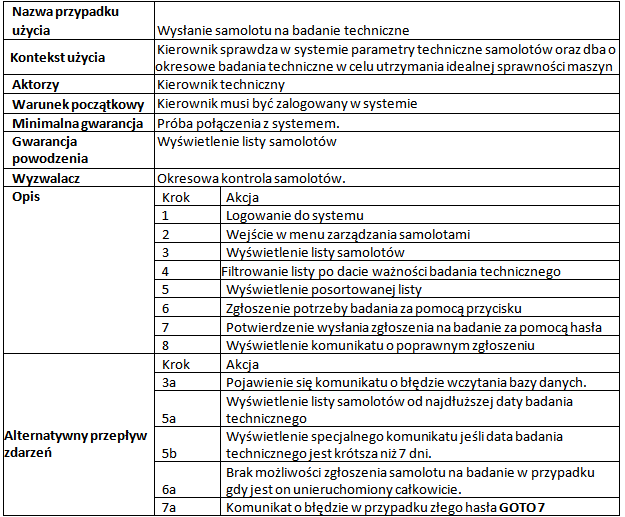 Nazwa przypadku
użycia
Wysłanie samolotu na badanie techniczne
Kontekst użycia
Kierownik sprawdza w systemie parametry techniczne samolotów oraz dba o
okresowe badania techniczne w celu utrzymania idealnej sprawności maszyn
Aktorzy
Kierownik techniczny
Warunek początkowy
Kierownik musi być zalogowany w systemie
Minimalna gwarancja
Próba połączenia z systemem.
Gwarancja
powodzenia
Wyświetlenie listy samolotów
Wyzwalacz
Okresowa kontrola samolotów.
Opis
Krok Akcja
1 Logowanie do systemu
2 Wejście w menu zarządzania samolotami
3 Wyświetlenie listy samolotów
4 Filtrowanie listy po dacie ważności badania technicznego
5 Wyświetlenie posortowanej listy
6 Zgłoszenie potrzeby badania za pomocą przycisku
7 Potwierdzenie wysłania zgłoszenia na badanie za pomocą hasła
8 Wyświetlenie komunikatu o poprawnym zgłoszeniu
Alternatywny przepływ
zdarzeń
Krok Akcja
3a Pojawienie się komunikatu o błędzie wczytania bazy danych.
5a Wyświetlenie listy samolotów od najdłuższej daty badania
technicznego
5b Wyświetlenie specjalnego komunikatu jeśli data badania
technicznego jest krótsza niż 7 dni.
6a Brak możliwości zgłoszenia samolotu na badanie w przypadku
gdy jest on unieruchomiony całkowicie.
7a Komunikat o błędzie w przypadku złego hasła GOTO 7